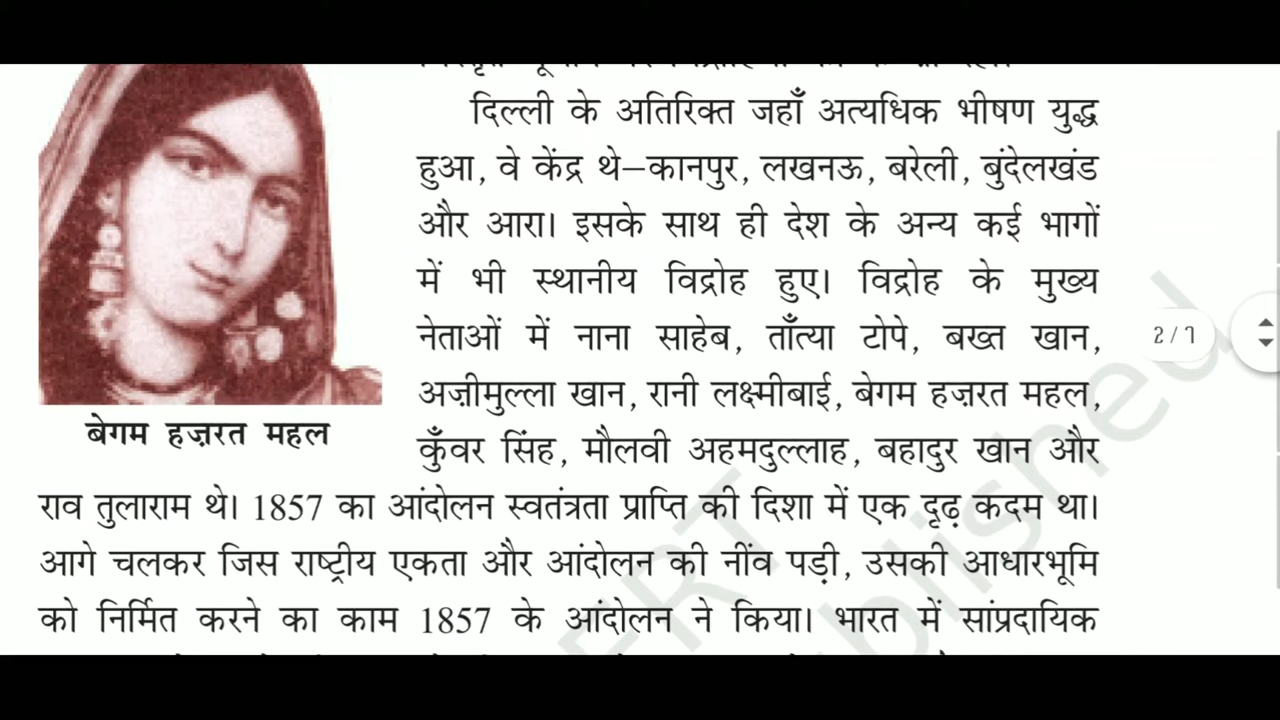 दिल्ली के अतिरिक्त जहाँ अत्यधिक भीषण युद्ध
हुआ, वे केंद्र थे—कानपुर, लखनऊ, बरेली, बुंदेलखंड
और आरा। इसके साथ ही देश के अन्य कई भागों
में भी स्थानीय विद्रोह हुए। विद्रोह के मुख्य
नेताओं में नाना साहेब, ताँत्या टोपे, बख्त खान,
अज़ीमुल्ला खान, रानी लक्ष्मीबाई, बेगम हज़रत महल,
बेगम हज़रत महल
कुँवर सिंह, मौलवी अहमदुल्लाह, बहादुर खान और
राव तुलाराम थे। 1857 का आंदोलन स्वतंत्रता प्राप्ति की दिशा में एक दृढ़ कदम था।
आगे चलकर जिस राष्ट्रीय एकता और आंदोलन की नींव पड़ी, उसकी आधारभूमि
को निर्मित करने का काम 1857 के आंदोलन ने किया। भारत में सांप्रदायिक
2 / 7